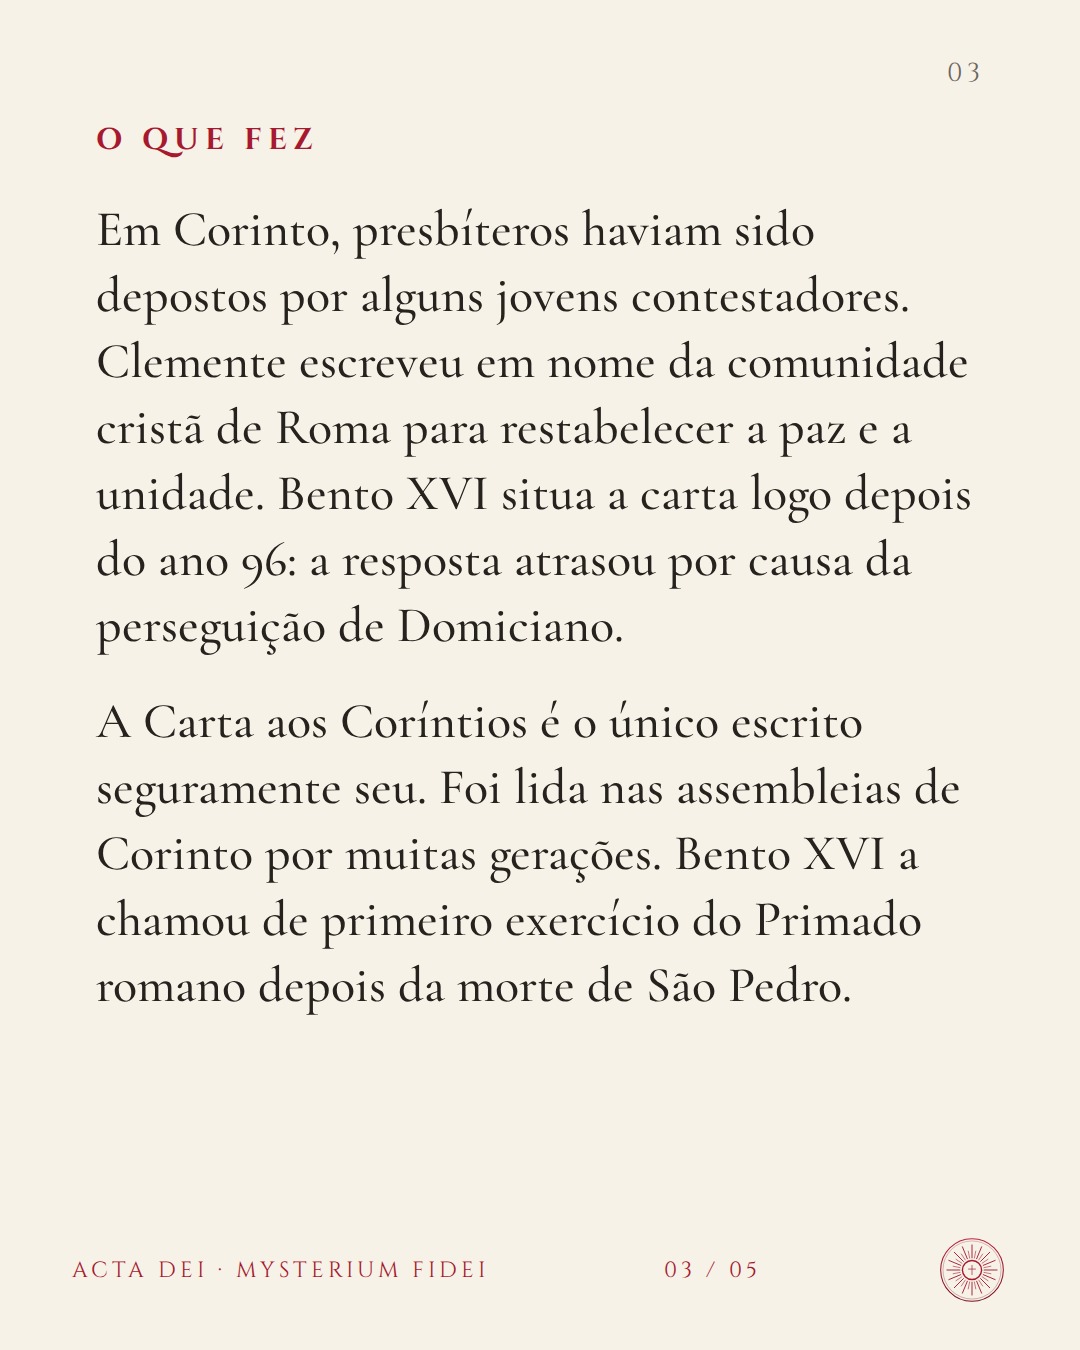 03
O QUE FEZ
Em Corinto, presbíteros haviam sido
depostos por alguns jovens contestadores.
Clemente escreveu em nome da comunidade
cristã de Roma para restabelecer a paz e a
unidade. Bento XVI situa a carta logo depois
do ano 96: a resposta atrasou por causa da
perseguição de Domiciano.
A Carta aos Coríntios é o único escrito
seguramente seu. Foi lida nas assembleias de
Corinto por muitas gerações. Bento XVI a
chamou de primeiro exercício do Primado
romano depois da morte de São Pedro.
ACTA DEI · MYSTERIUM FIDEI
03 / 05